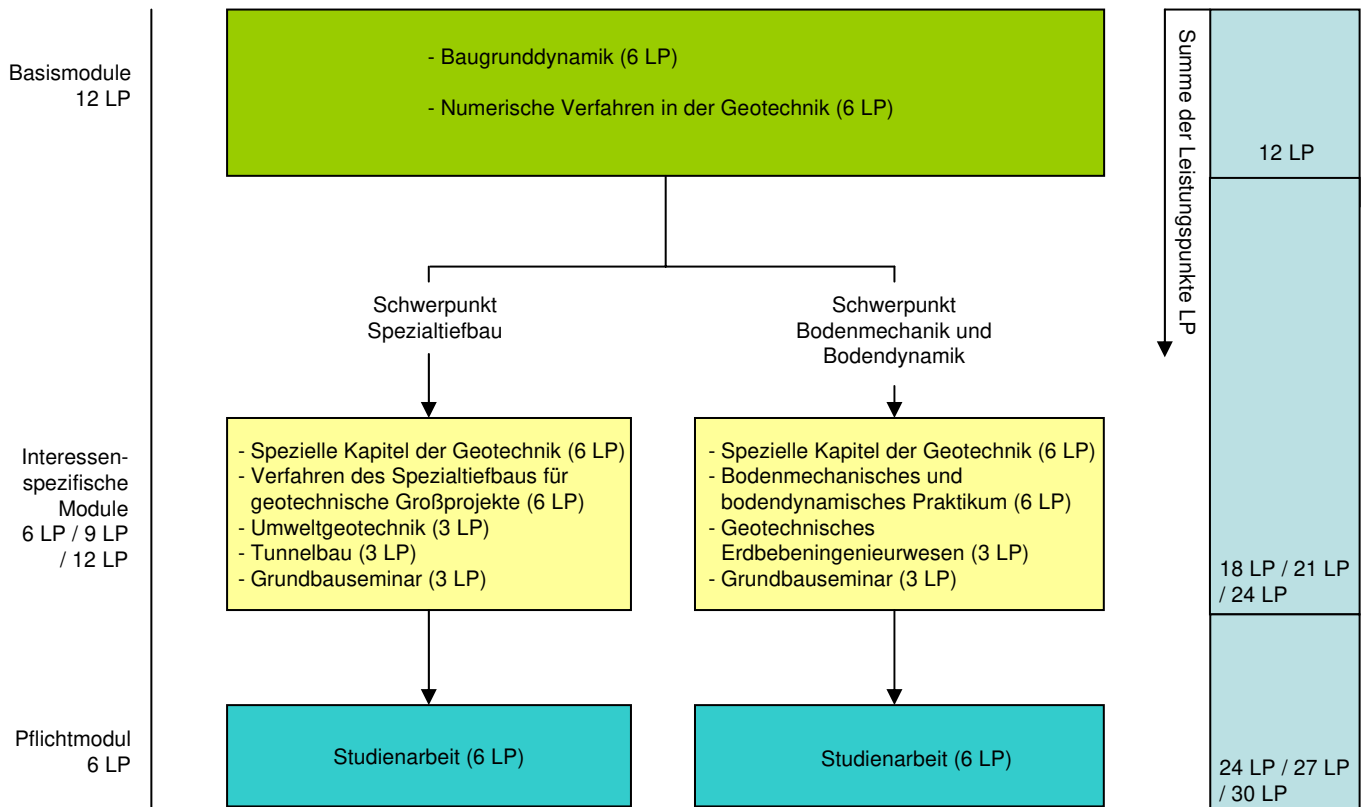 Basismodule
12 LP
- Baugrunddynamik (6 LP)
- Numerische Verfahren in der Geotechnik (6 LP)
Summe der Leistungspunkte LP
12 LP
Schwerpunkt
Spezialtiefbau
Schwerpunkt
Bodenmechanik und
Bodendynamik
Interessen-
spezifische
Module
6 LP / 9 LP
/ 12 LP
- Spezielle Kapitel der Geotechnik (6 LP)
- Verfahren des Spezialtiefbaus für
geotechnische Großprojekte (6 LP)
- Umweltgeotechnik (3 LP)
- Tunnelbau (3 LP)
- Grundbauseminar (3 LP)
- Spezielle Kapitel der Geotechnik (6 LP)
- Bodenmechanisches und
bodendynamisches Praktikum (6 LP)
- Geotechnisches
Erdbebeningenieurwesen (3 LP)
- Grundbauseminar (3 LP)
18 LP / 21 LP
/ 24 LP
Pflichtmodul
6 LP
Studienarbeit (6 LP)
Studienarbeit (6 LP)
24 LP / 27 LP
/ 30 LP